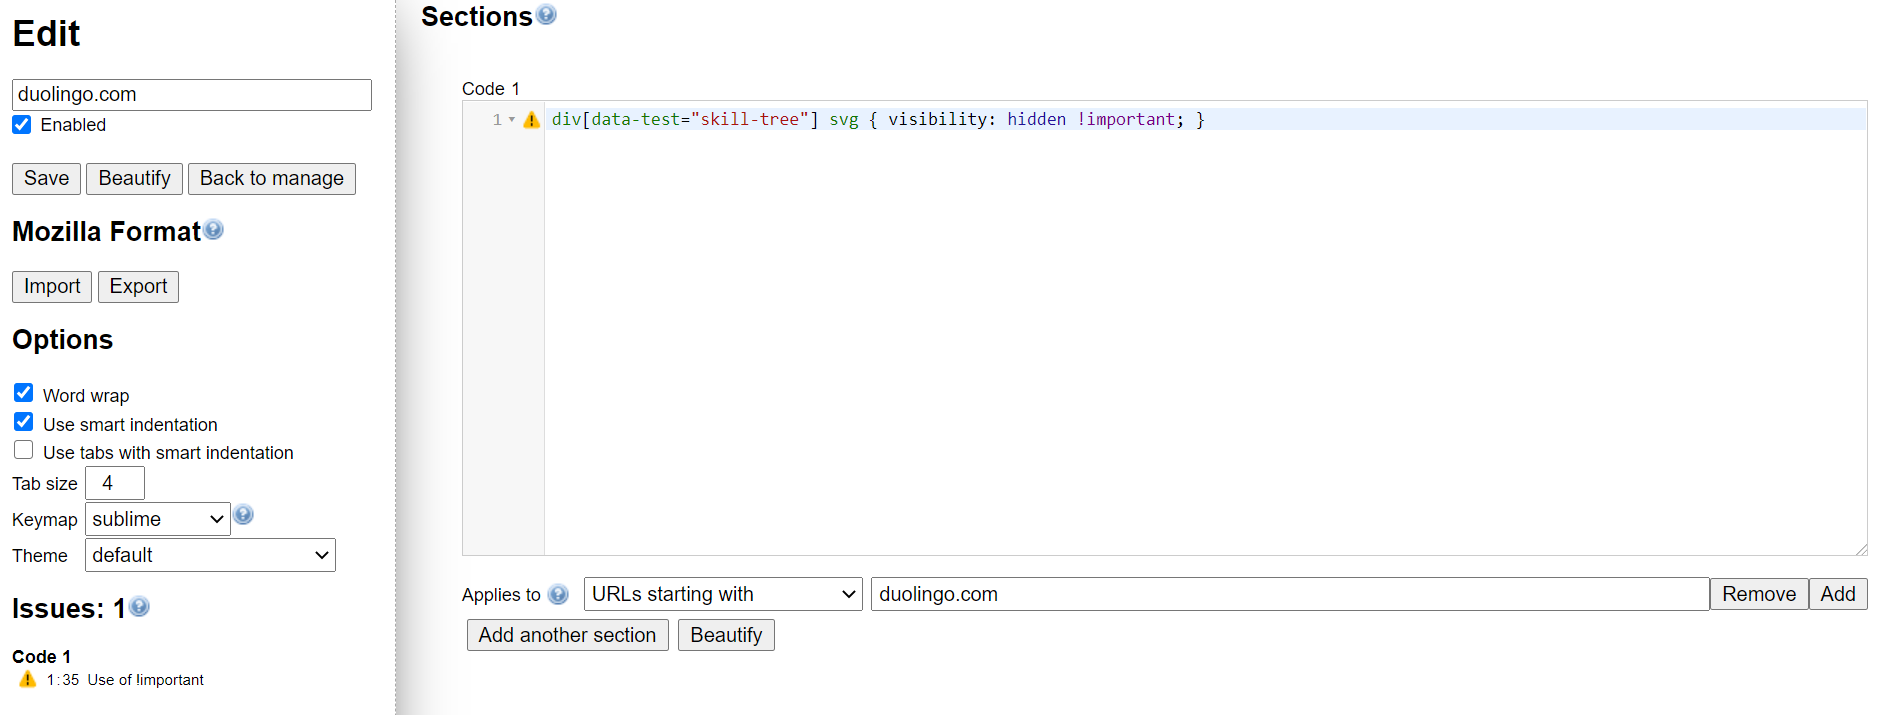 Edit
duolingo.com
Enabled
Save Beautify Back to manage
Mozilla Format
Import Export
Options
Word wrap
Use smart indentation
Use tabs with smart indentation
Tab size 4
Keymap sublime
Theme default
Issues: 1
Code 1
1:35 Use of !important
Sections
Code 1
1 div[data-test="skill-tree"] svg { visibility: hidden !important; }
Applies to URLs starting with duolingo.com Remove Add
Add another section Beautify